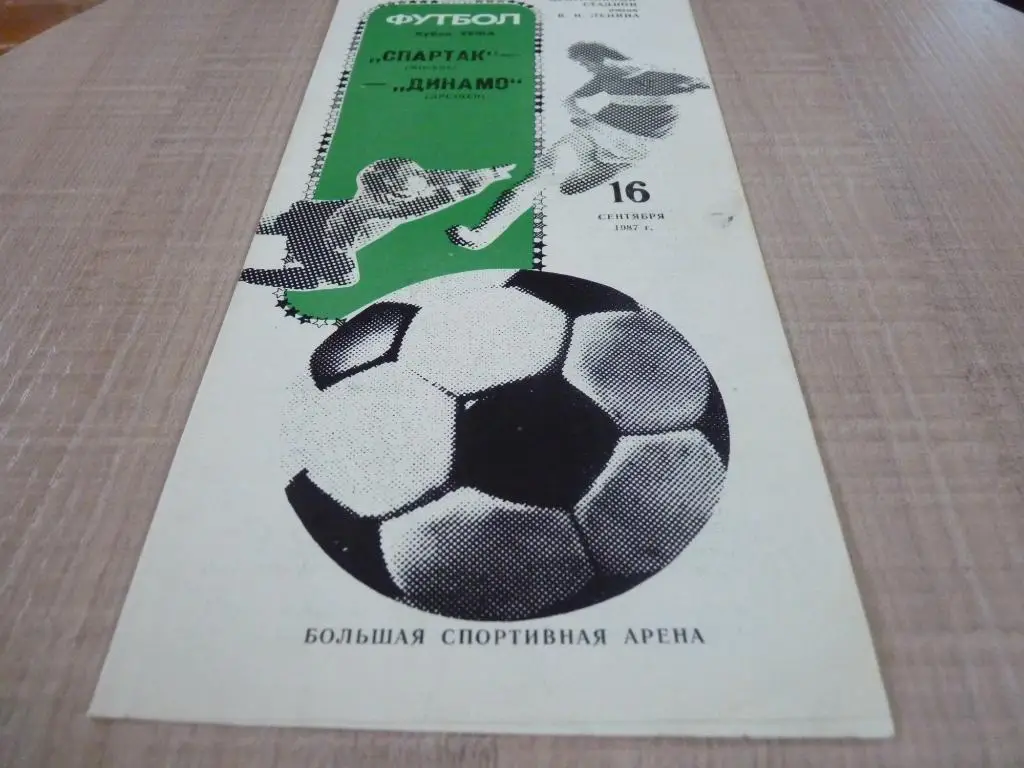 СТАДИОН
имени
В. И. ЛЕНИНА
ФУТБОЛ
Кубок УЕФА
„СПАРТАК“ —
(МОСКВА)
— „ДИНАМО“
(ДРЕЗДЕН)
16
СЕНТЯБРЯ
1987 г.
БОЛЬШАЯ СПОРТИВНАЯ АРЕНА